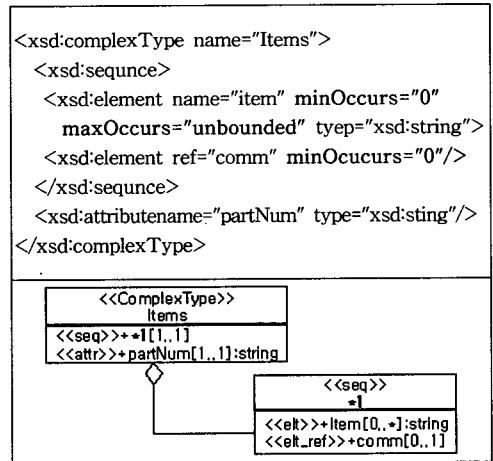 <xsd:complexType name="Items">
<xsd:sequnce>
<xsd:element name="item" minOccurs="0"
maxOccurs="unbounded" tyep="xsd:string">
<xsd:element ref="comm" minOcucurs="0"/>
</xsd:sequnce>
<xsd:attributename="partNum" type="xsd:sting"/>
</xsd:complexType>
<<ComplexType>>
Items
<<seq>>+*1[1..1]
<<attr>>+partNum[1..1]:string
<<seq>>
*1
<<elt>>+Item[0..*]:string
<<elt_ref>>+comm[0..1]